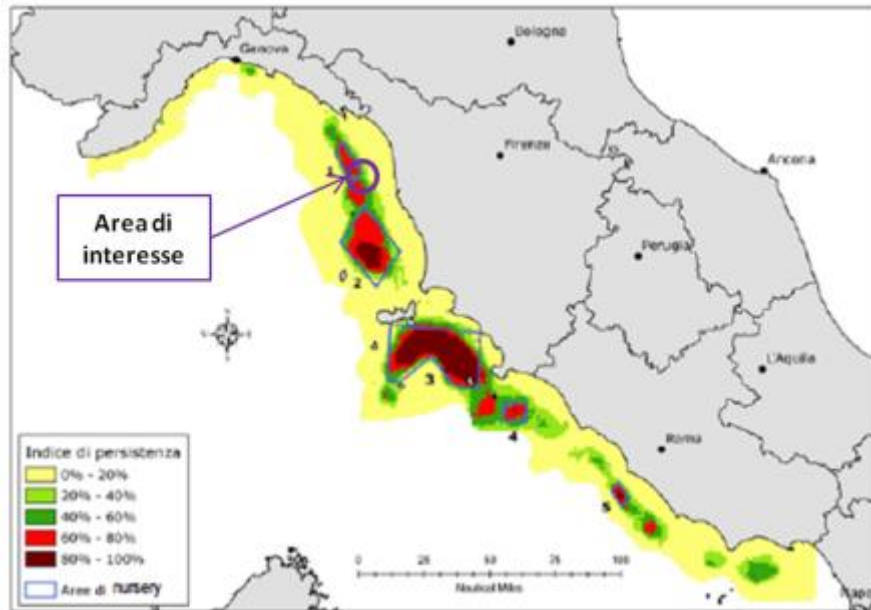 Bologna
Genova
Firenze
Ancona
1
Area di
interesse
Perugia
2
L'Aquila
3
4
Roma
Indice di persistenza
0% - 20%
20% - 40%
40% - 60%
60% - 80%
80% - 100%
Aree di nursery
5
0 25 50 100
Nautical Miles